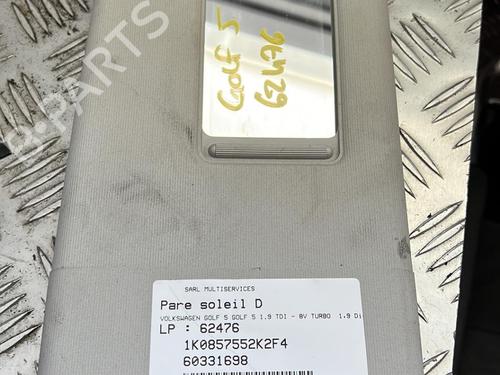 B-PARTS
Golf 5
62476
SARL MULTISERVICES
Pare soleil D
VOLKSWAGEN GOLF 5 GOLF 5 1.9 TDI - 8V TURBO 1.9 Di
LP : 62476
1K0857552K2F4
60331698